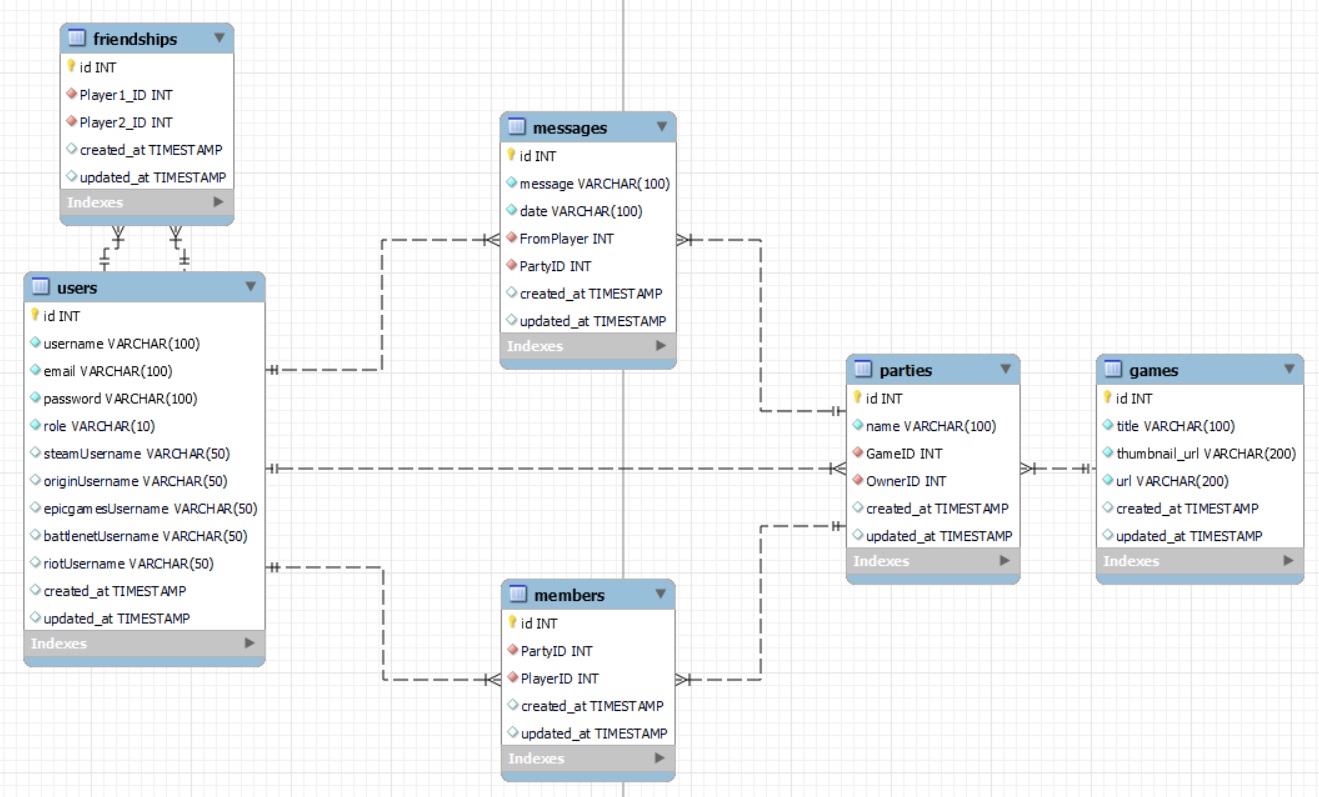 friendships
id INT
Player1_ID INT
Player2_ID INT
created_at TIMESTAMP
updated_at TIMESTAMP
Indexes
users
id INT
username VARCHAR(100)
email VARCHAR(100)
password VARCHAR(100)
role VARCHAR(10)
steamUsername VARCHAR(50)
originUsername VARCHAR(50)
epicgamesUsername VARCHAR(50)
battlenetUsername VARCHAR(50)
riotUsername VARCHAR(50)
created_at TIMESTAMP
updated_at TIMESTAMP
Indexes
messages
id INT
message VARCHAR(100)
date VARCHAR(100)
FromPlayer INT
PartyID INT
created_at TIMESTAMP
updated_at TIMESTAMP
Indexes
members
id INT
PartyID INT
PlayerID INT
created_at TIMESTAMP
updated_at TIMESTAMP
Indexes
parties
id INT
name VARCHAR(100)
GameID INT
OwnerID INT
created_at TIMESTAMP
updated_at TIMESTAMP
Indexes
games
id INT
title VARCHAR(100)
thumbnail_url VARCHAR(200)
url VARCHAR(200)
created_at TIMESTAMP
updated_at TIMESTAMP
Indexes